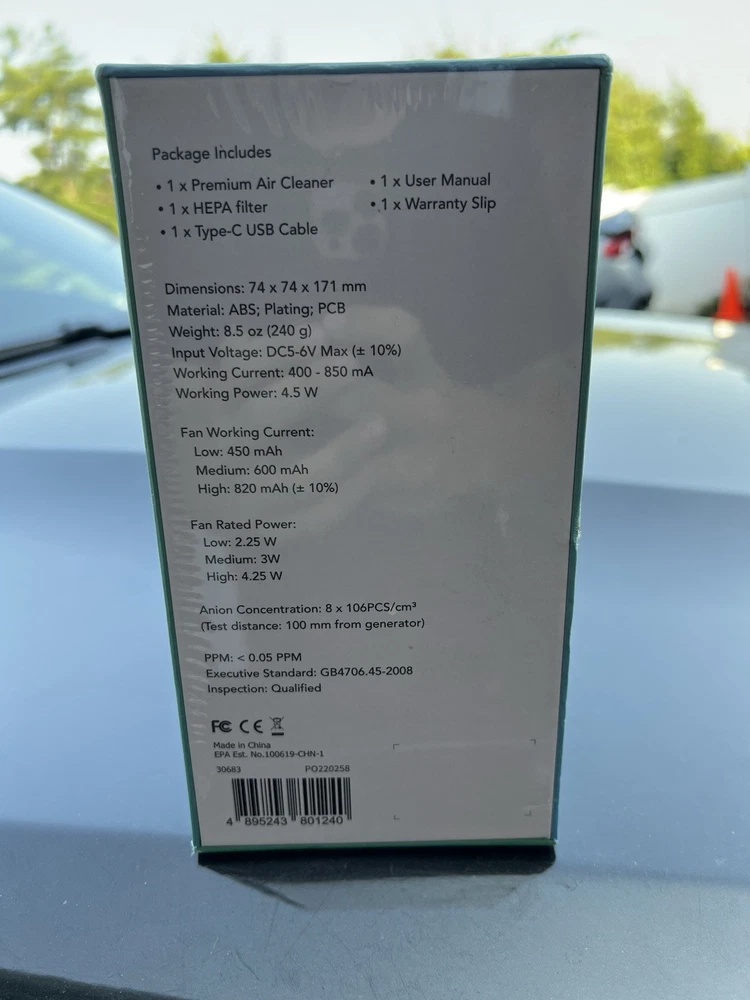 Package Includes
• 1 x Premium Air Cleaner
• 1 x HEPA filter
• 1 x Type-C USB Cable
• 1 x User Manual
• 1 x Warranty Slip
Dimensions: 74 x 74 x 171 mm
Material: ABS; Plating; PCB
Weight: 8.5 oz (240 g)
Input Voltage: DC5-6V Max (± 10%)
Working Current: 400 - 850 mA
Working Power: 4.5 W
Fan Working Current:
Low: 450 mAh
Medium: 600 mAh
High: 820 mAh (± 10%)
Fan Rated Power:
Low: 2.25 W
Medium: 3W
High: 4.25 W
Anion Concentration: 8 x 106PCS/cm³
(Test distance: 100 mm from generator)
PPM: < 0.05 PPM
Executive Standard: GB4706.45-2008
Inspection: Qualified
FC CE
Made in China
EPA Est. No.100619-CHN-1
30683 PO220258
4 895243 801240